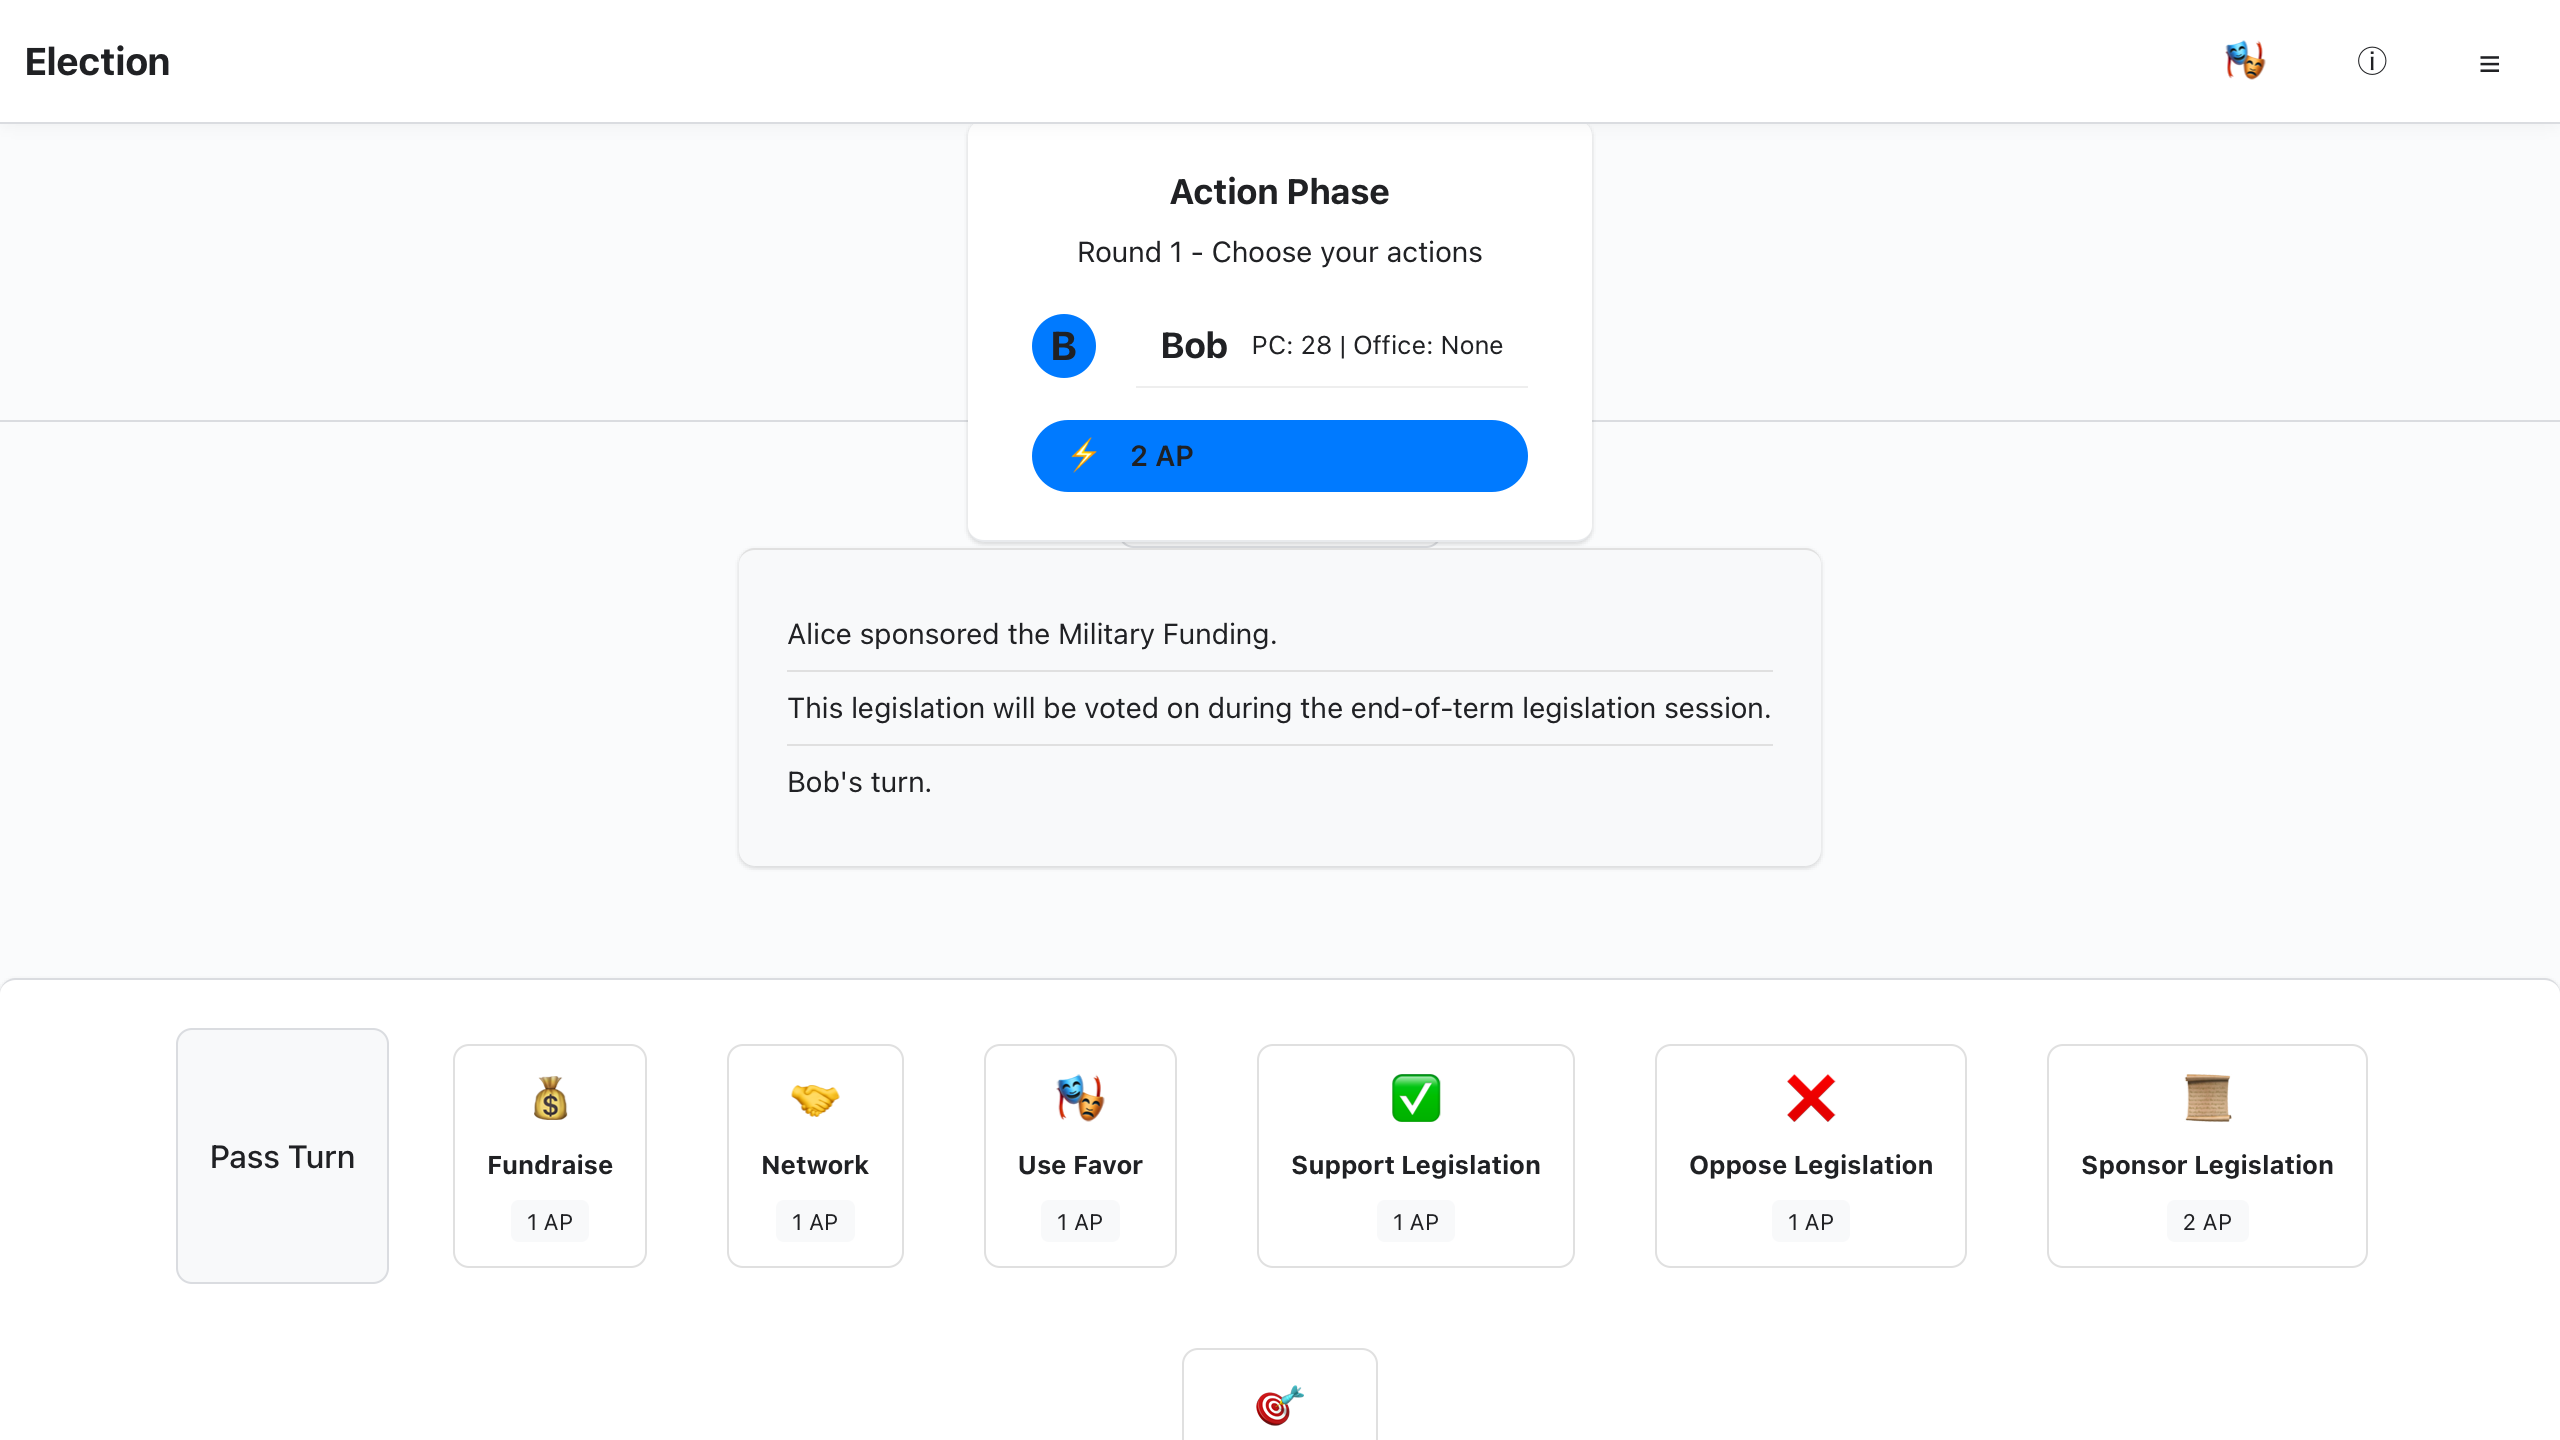 Election
Action Phase
Round 1 - Choose your actions
B
Bob PC: 28 | Office: None
2 AP
Alice sponsored the Military Funding.
This legislation will be voted on during the end-of-term legislation session.
Bob's turn.
Pass Turn
Fundraise
1 AP
Network
1 AP
Use Favor
1 AP
Support Legislation
1 AP
Oppose Legislation
1 AP
Sponsor Legislation
2 AP